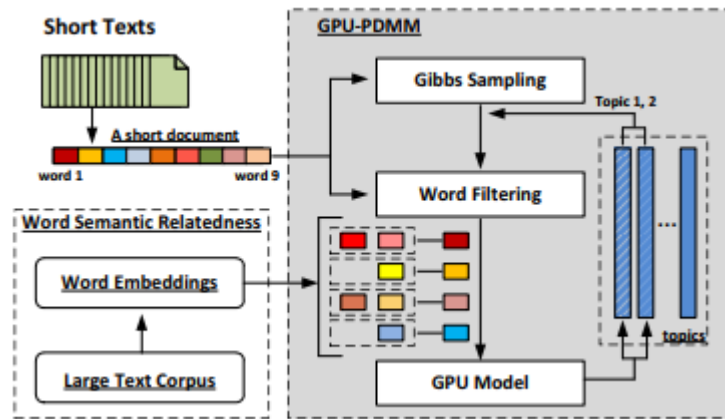 Short Texts
A short document
word 1
word 9
Word Semantic Relatedness
Word Embeddings
Large Text Corpus
GPU-PDMM
Gibbs Sampling
Topic 1, 2
Word Filtering
...
topics
GPU Model